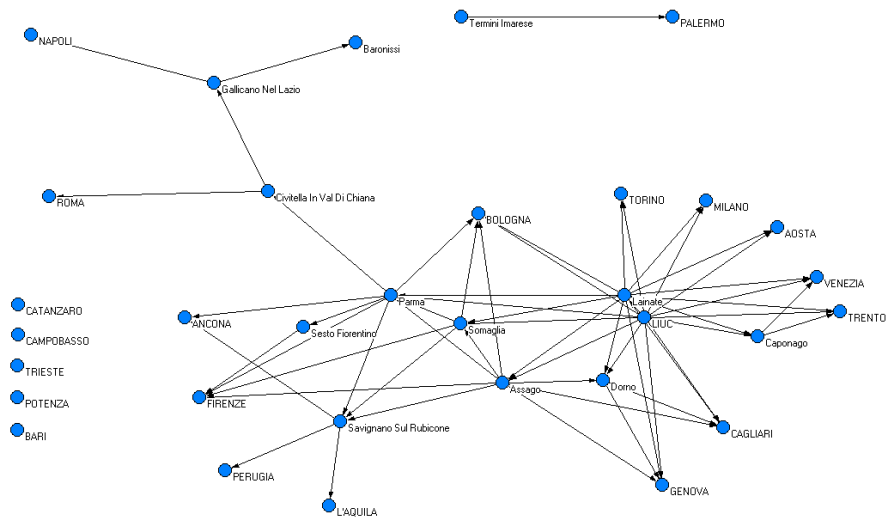 Termini Imarese
PALERMO
NAPOLI
Baronissi
Gallicano Nel Lazio
Civitella In Val Di Chiana
ROMA
TORINO
MILANO
BOLOGNA
AOSTA
VENEZIA
Parma
Lainate
CATANZARO
ANCONA
Sesto Fiorentino
Somaglia
LIUC
TRENTO
CAMPOBASSO
Caponago
TRIESTE
Assago
Dorno
POTENZA
FIRENZE
BARI
Savignano Sul Rubicone
CAGLIARI
PERUGIA
GENOVA
L'AQUILA